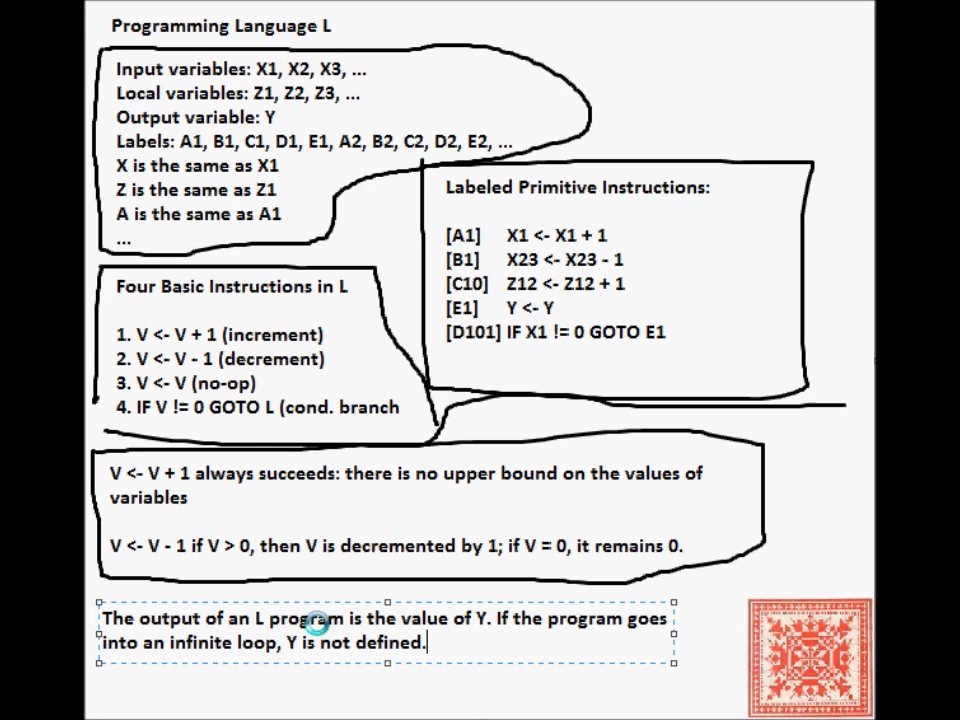 Programming Language L
Input variables: X1, X2, X3, ...
Local variables: Z1, Z2, Z3, ...
Output variable: Y
Labels: A1, B1, C1, D1, E1, A2, B2, C2, D2, E2, ...
X is the same as X1
Z is the same as Z1
A is the same as A1
...
Labeled Primitive Instructions:
[A1] X1 <- X1 + 1
[B1] X23 <- X23 - 1
[C10] Z12 <- Z12 + 1
[E1] Y <- Y
[D101] IF X1 != 0 GOTO E1
Four Basic Instructions in L
1. V <- V + 1 (increment)
2. V <- V - 1 (decrement)
3. V <- V (no-op)
4. IF V != 0 GOTO L (cond. branch
V <- V + 1 always succeeds: there is no upper bound on the values of
variables
V <- V - 1 if V > 0, then V is decremented by 1; if V = 0, it remains 0.
The output of an L program is the value of Y. If the program goes
into an infinite loop, Y is not defined.